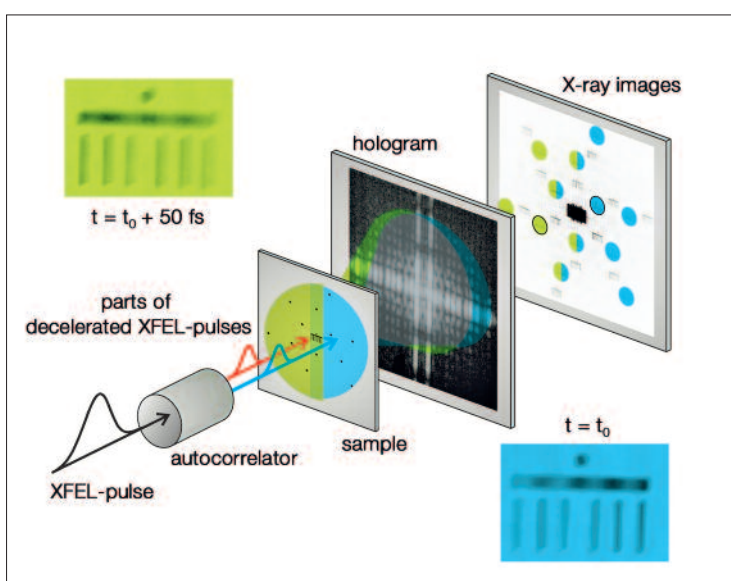 X-ray images
hologram
t = t₀ + 50 fs
parts of
decelerated XFEL-pulses
sample
t = t₀
autocorrelator
XFEL-pulse